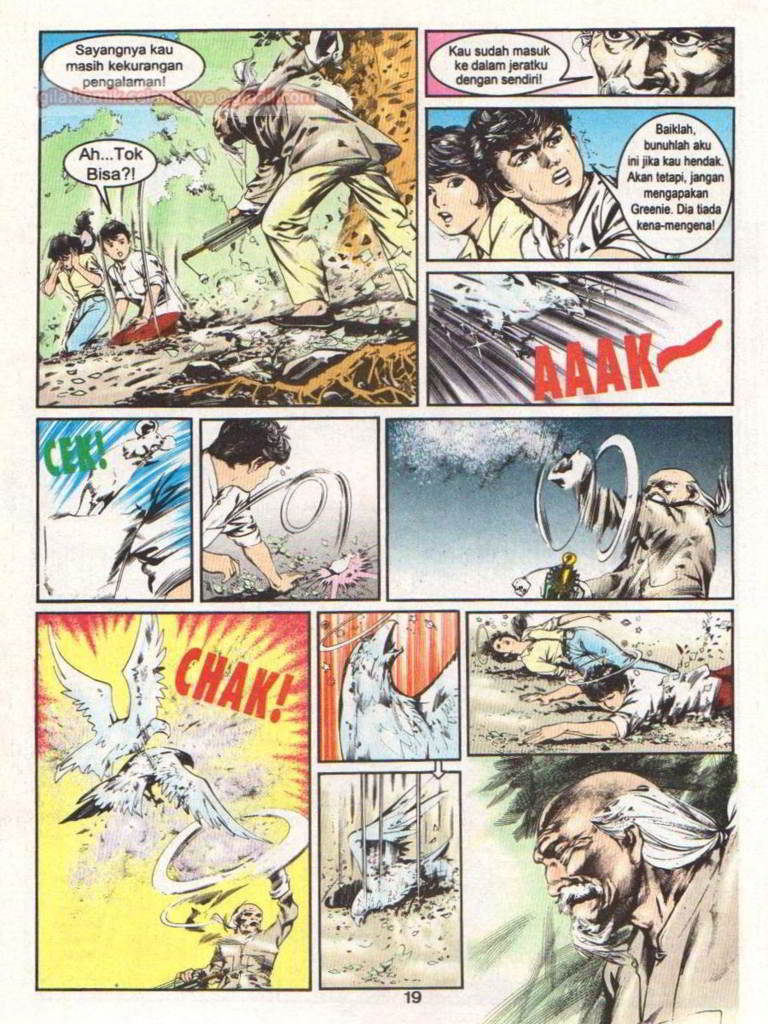 Sayangnya kau
masih kekurangan
pengalaman!
Ah...Tok
Bisa?!
Kau sudah masuk
ke dalam jeratku
dengan sendiri!
Baiklah,
bunuhlah aku
ini jika kau hendak.
Akan tetapi, jangan
mengapakan
Greenie. Dia tiada
kena-mengena!
AAAK~
CEK!
CHAK!
19